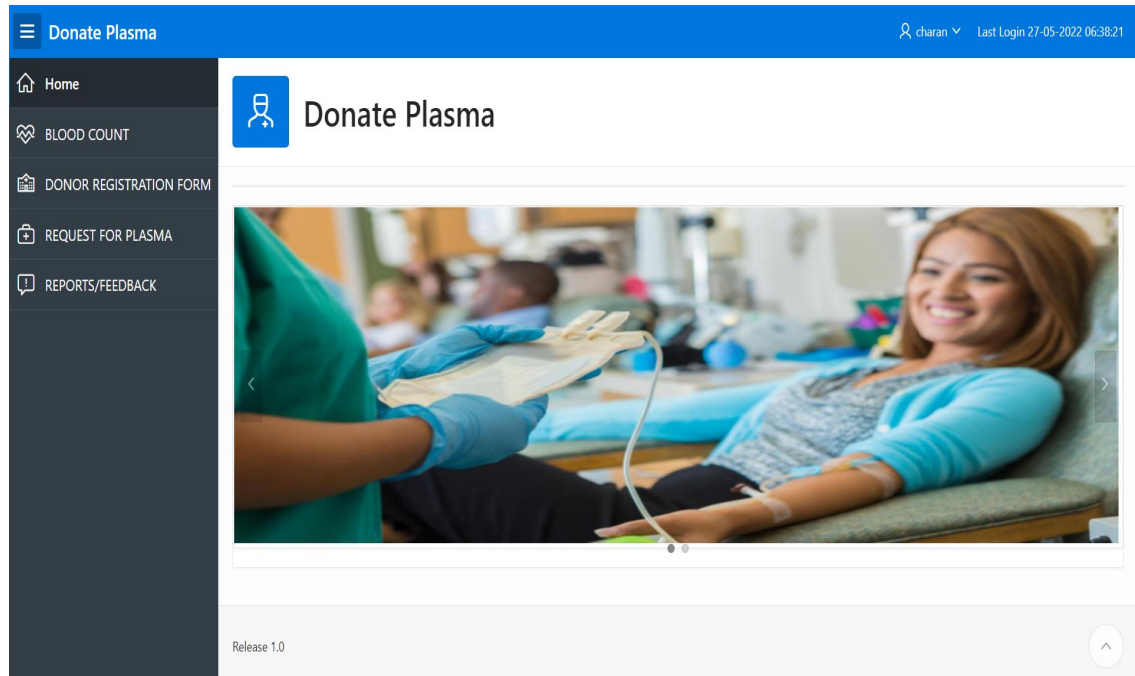 Donate Plasma
charan
Last Login 27-05-2022 06:38:21
Home
BLOOD COUNT
DONOR REGISTRATION FORM
REQUEST FOR PLASMA
REPORTS/FEEDBACK
Donate Plasma
Release 1.0